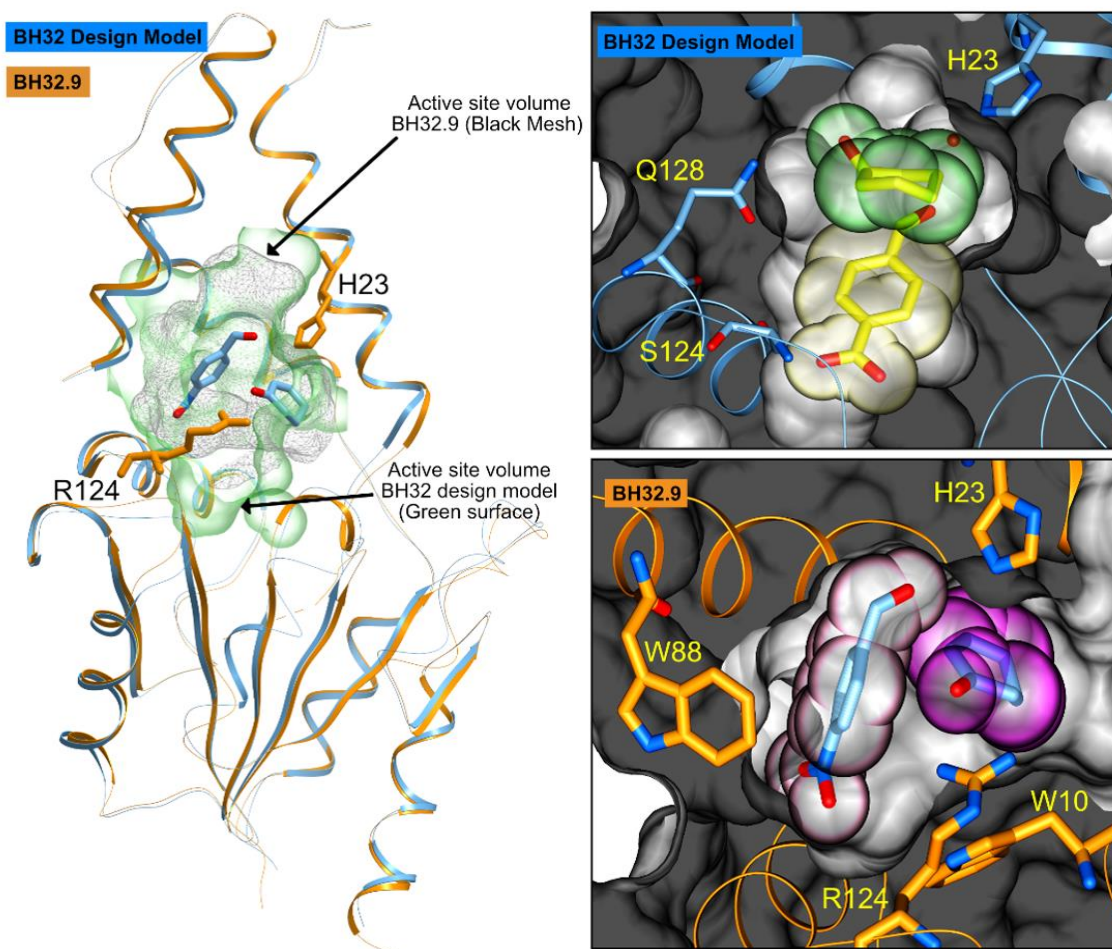 BH32 Design Model
BH32.9
Active site volume
BH32.9 (Black Mesh)
H23
R124
Active site volume
BH32 design model
(Green surface)
BH32 Design Model
H23
Q128
S124
BH32.9
H23
W88
W10
R124